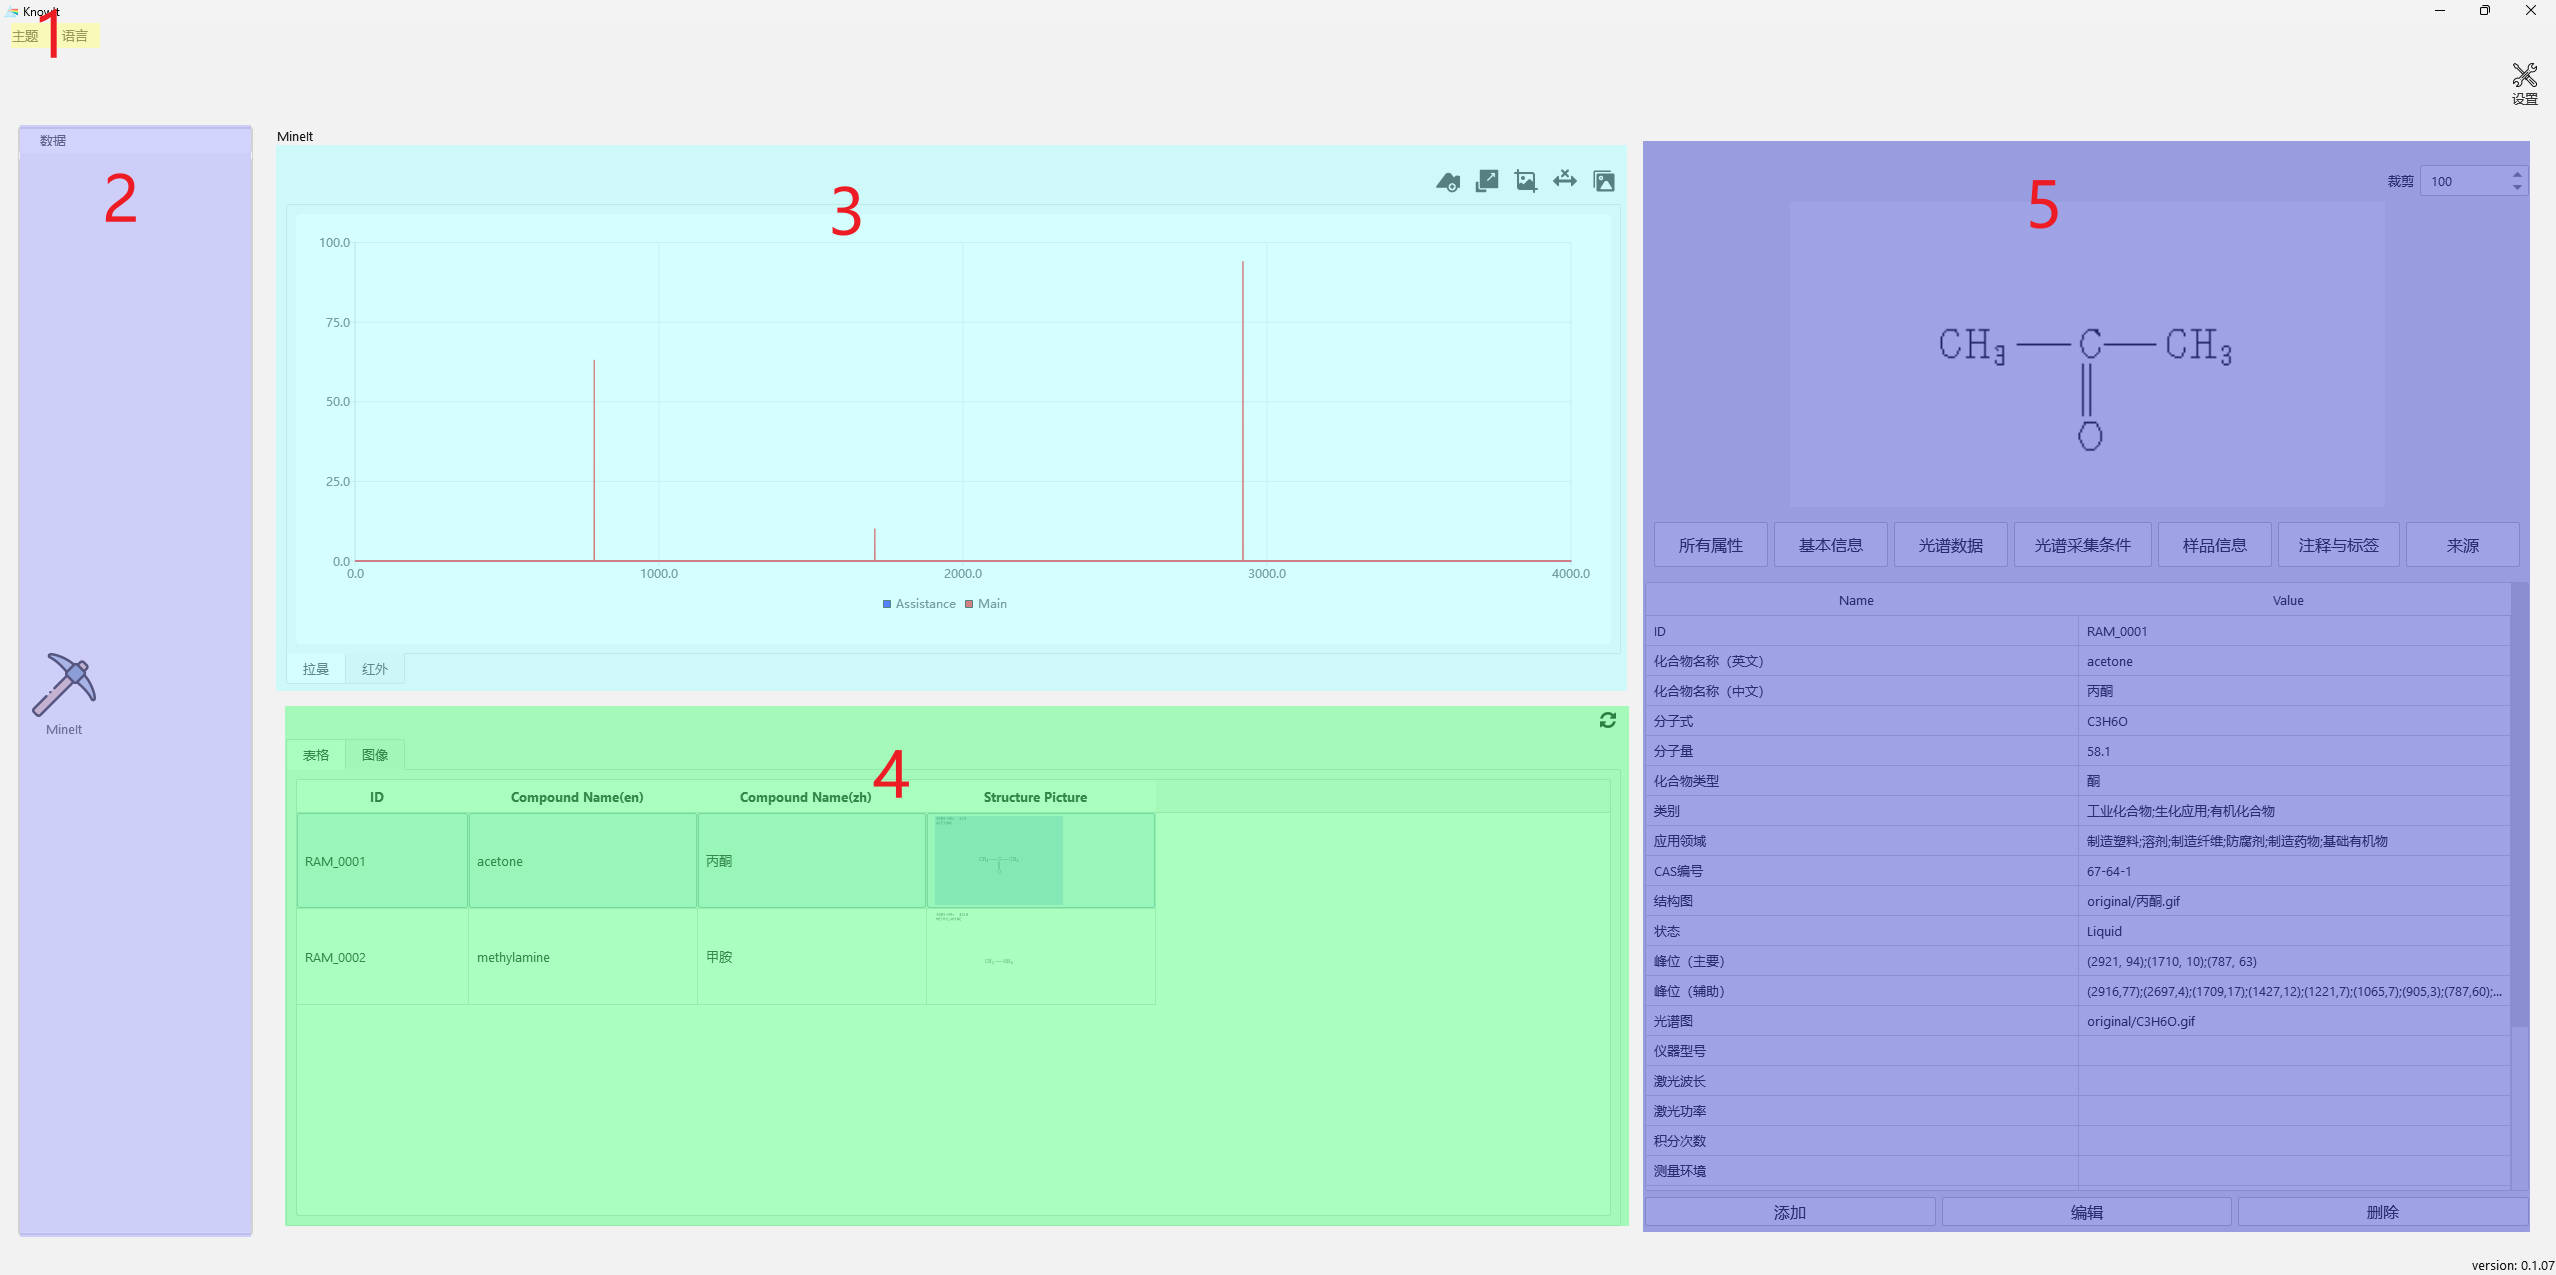 KnowIt
主题 语言
1
设置
数据
2
MineIt
MineIt
3
100.0
75.0
50.0
25.0
0.0
0.0 1000.0 2000.0 3000.0 4000.0
Assistance Main
拉曼 红外
表格 图像
4
ID Compound Name(en) Compound Name(zh) Structure Picture
RAM_0001 acetone 丙酮
RAM_0002 methylamine 甲胺
5
裁剪 100
CH3 C CH3
O
所有属性 基本信息 光谱数据 光谱采集条件 样品信息 注释与标签 来源
Name Value
ID RAM_0001
化合物名称（英文） acetone
化合物名称（中文） 丙酮
分子式 C3H6O
分子量 58.1
化合物类型 酮
类别 工业化合物;生化应用;有机化合物
应用领域 制造塑料;溶剂;制造纤维;防腐剂;制造药物;基础有机物
CAS编号 67-64-1
结构图 original/丙酮.gif
状态 Liquid
峰位（主要） (2921, 94);(1710, 10);(787, 63)
峰位（辅助） (2916,77);(2697,4);(1709,17);(1427,12);(1221,7);(1065,7);(905,3);(787,60);...
光谱图 original/C3H6O.gif
仪器型号
激光波长
激光功率
积分次数
测量环境
添加 编辑 删除
version: 0.1.07